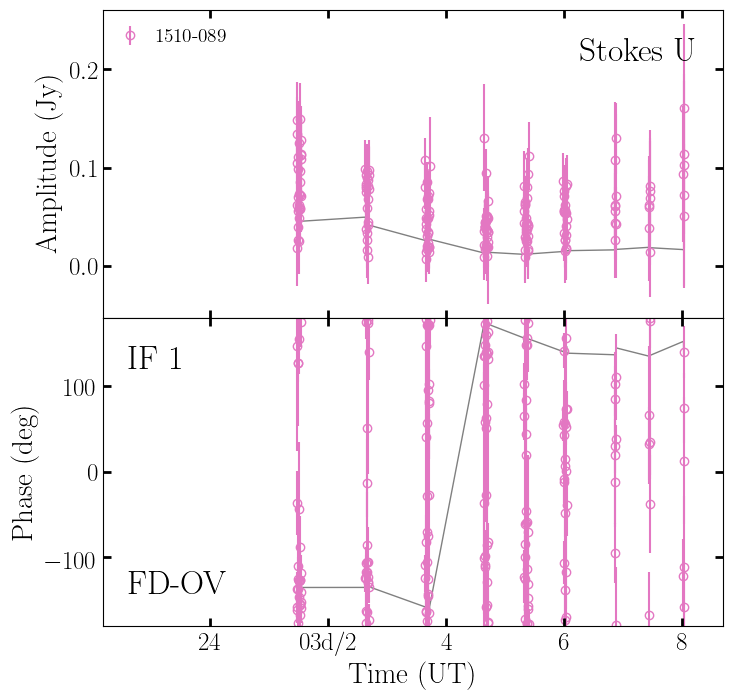 1510-089
Stokes U
Amplitude (Jy)
0.2
0.1
0.0
IF 1
FD-OV
Phase (deg)
100
0
−100
24 03d/2 4 6 8
Time (UT)